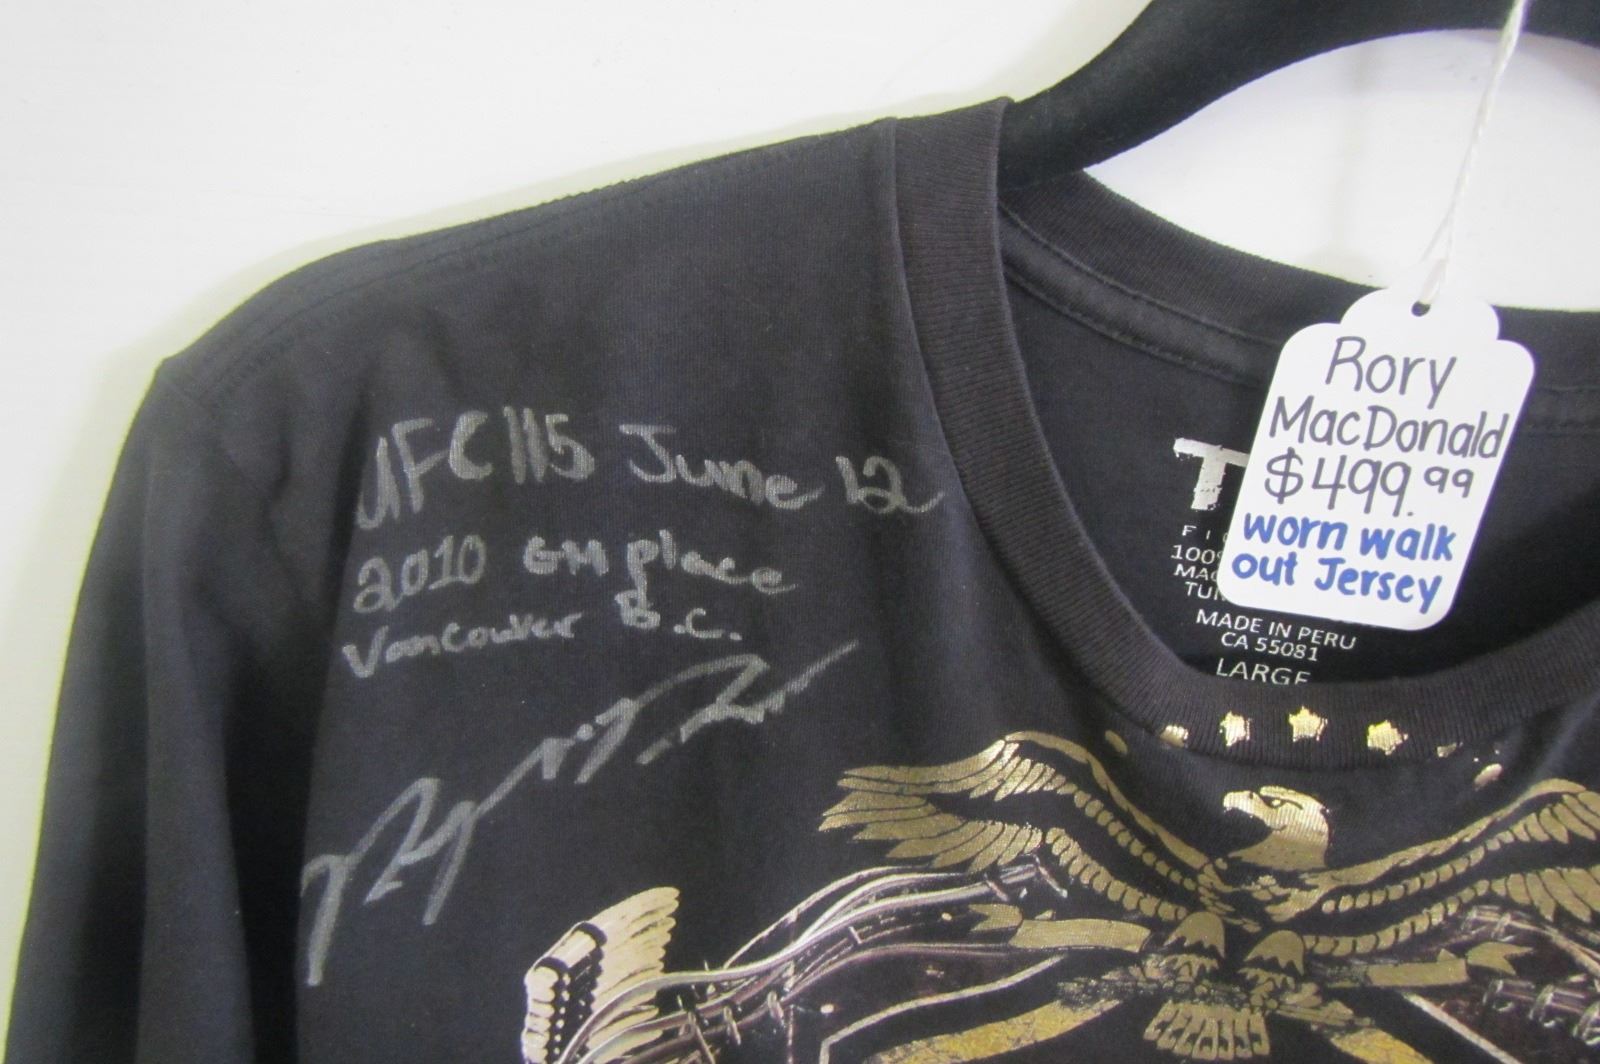 UFC 115 June 12
2010 GM place
Vancouver B.C.
Rory
MacDonald
$499.99
worn walk
out Jersey
MADE IN PERU
CA 55081
LARGE